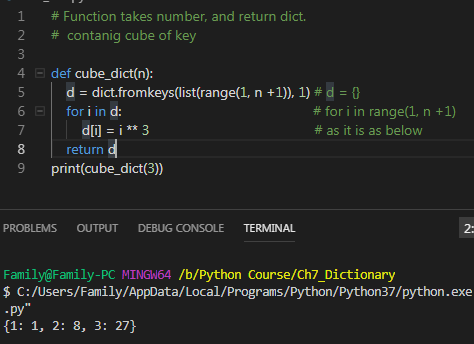 1 # Function takes number, and return dict.
2 # contanig cube of key
3
4 def cube_dict(n):
5 d = dict.fromkeys(list(range(1, n +1)), 1) # d = {}
6 for i in d: # for i in range(1, n +1)
7 d[i] = i ** 3 # as it is as below
8 return d
9 print(cube_dict(3))
PROBLEMS OUTPUT DEBUG CONSOLE TERMINAL 2:
Family@Family-PC MINGW64 /b/Python Course/Ch7_Dictionary
$ C:/Users/Family/AppData/Local/Programs/Python/Python37/python.exe
.py"
{1: 1, 2: 8, 3: 27}